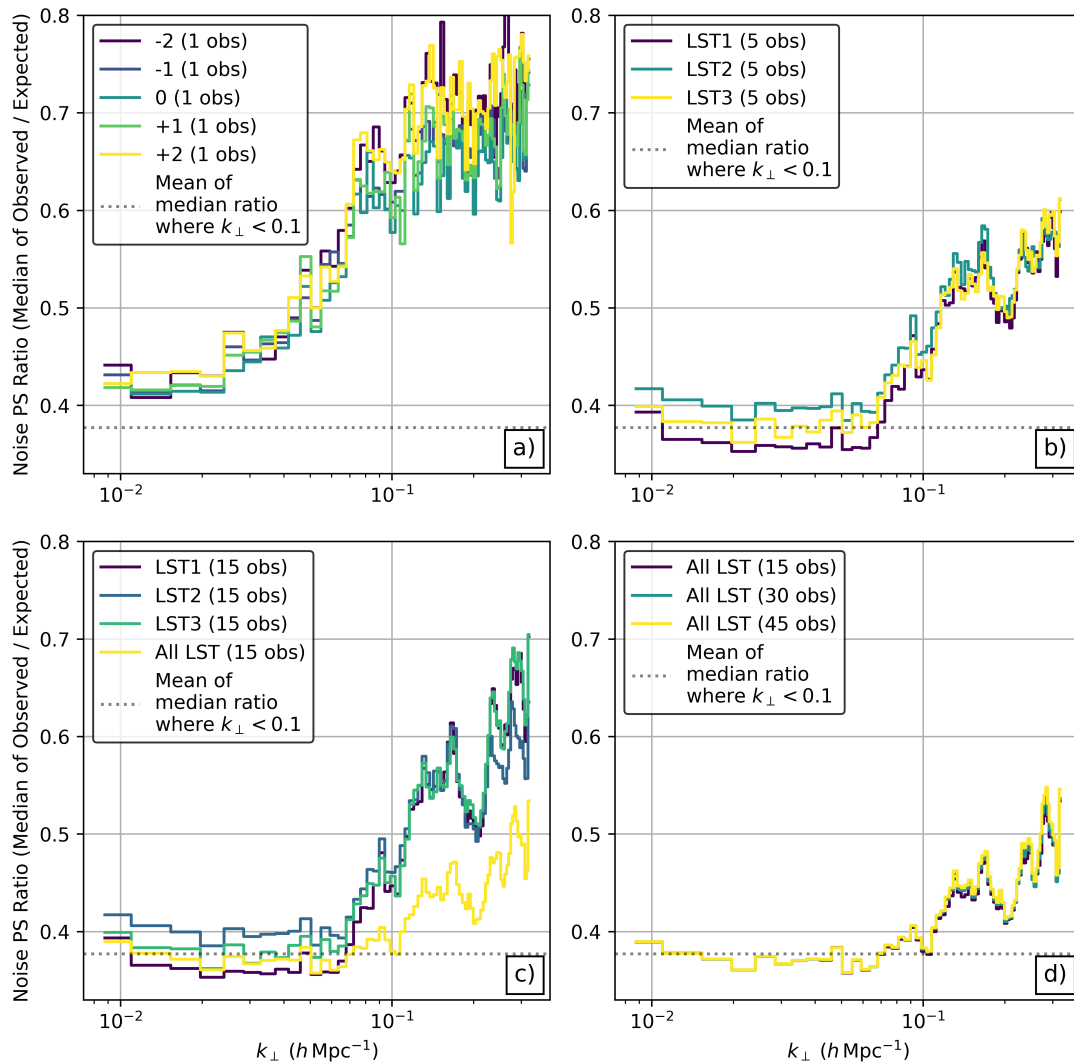 Noise PS Ratio (Median of Observed / Expected)
0.8
0.7
0.6
0.5
0.4
-2 (1 obs)
-1 (1 obs)
0 (1 obs)
+1 (1 obs)
+2 (1 obs)
Mean of
median ratio
where k⊥ < 0.1
a)
10⁻²
10⁻¹
0.8
0.7
0.6
0.5
0.4
LST1 (5 obs)
LST2 (5 obs)
LST3 (5 obs)
Mean of
median ratio
where k⊥ < 0.1
b)
10⁻²
10⁻¹
Noise PS Ratio (Median of Observed / Expected)
0.8
0.7
0.6
0.5
0.4
LST1 (15 obs)
LST2 (15 obs)
LST3 (15 obs)
All LST (15 obs)
Mean of
median ratio
where k⊥ < 0.1
c)
10⁻²
10⁻¹
k⊥ (h Mpc⁻¹)
0.8
0.7
0.6
0.5
0.4
All LST (15 obs)
All LST (30 obs)
All LST (45 obs)
Mean of
median ratio
where k⊥ < 0.1
d)
10⁻²
10⁻¹
k⊥ (h Mpc⁻¹)